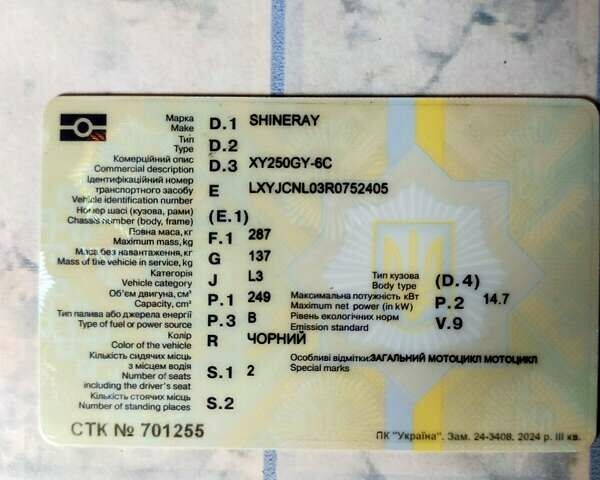 Марка
Make D.1 SHINERAY
Тип
Type D.2
Комерційний опис
Commercial description D.3 XY250GY-6C
Ідентифікаційний номер
транспортного засобу
Vehicle identification number E LXYJCNL03R0752405
Номер шасі (кузова, рами)
Chassis number (body, frame) (E.1)
Повна маса, кг
Maximum mass, kg F.1 287
Маса без навантаження, кг
Mass of the vehicle in service, kg G 137
Категорія
Vehicle category J L3
Тип кузова
Body type (D.4)
Об'єм двигуна, см³
Capacity, cm³ P.1 249
Максимальна потужність кВт
Maximum net power (in kW) P.2 14.7
Тип палива або джерела енергії
Type of fuel or power source P.3 B
Рівень екологічних норм
Emission standard V.9
Колір
Color of the vehicle R ЧОРНИЙ
Кількість сидячих місць
з місцем водія
Number of seats
including the driver's seat S.1 2
Особливі відмітки: ЗАГАЛЬНИЙ МОТОЦИКЛ МОТОЦИКЛ
Special marks
Кількість стоячих місць
Number of standing places S.2
СТК № 701255
ПК "Україна". Зам. 24-3408. 2024 р. III кв.